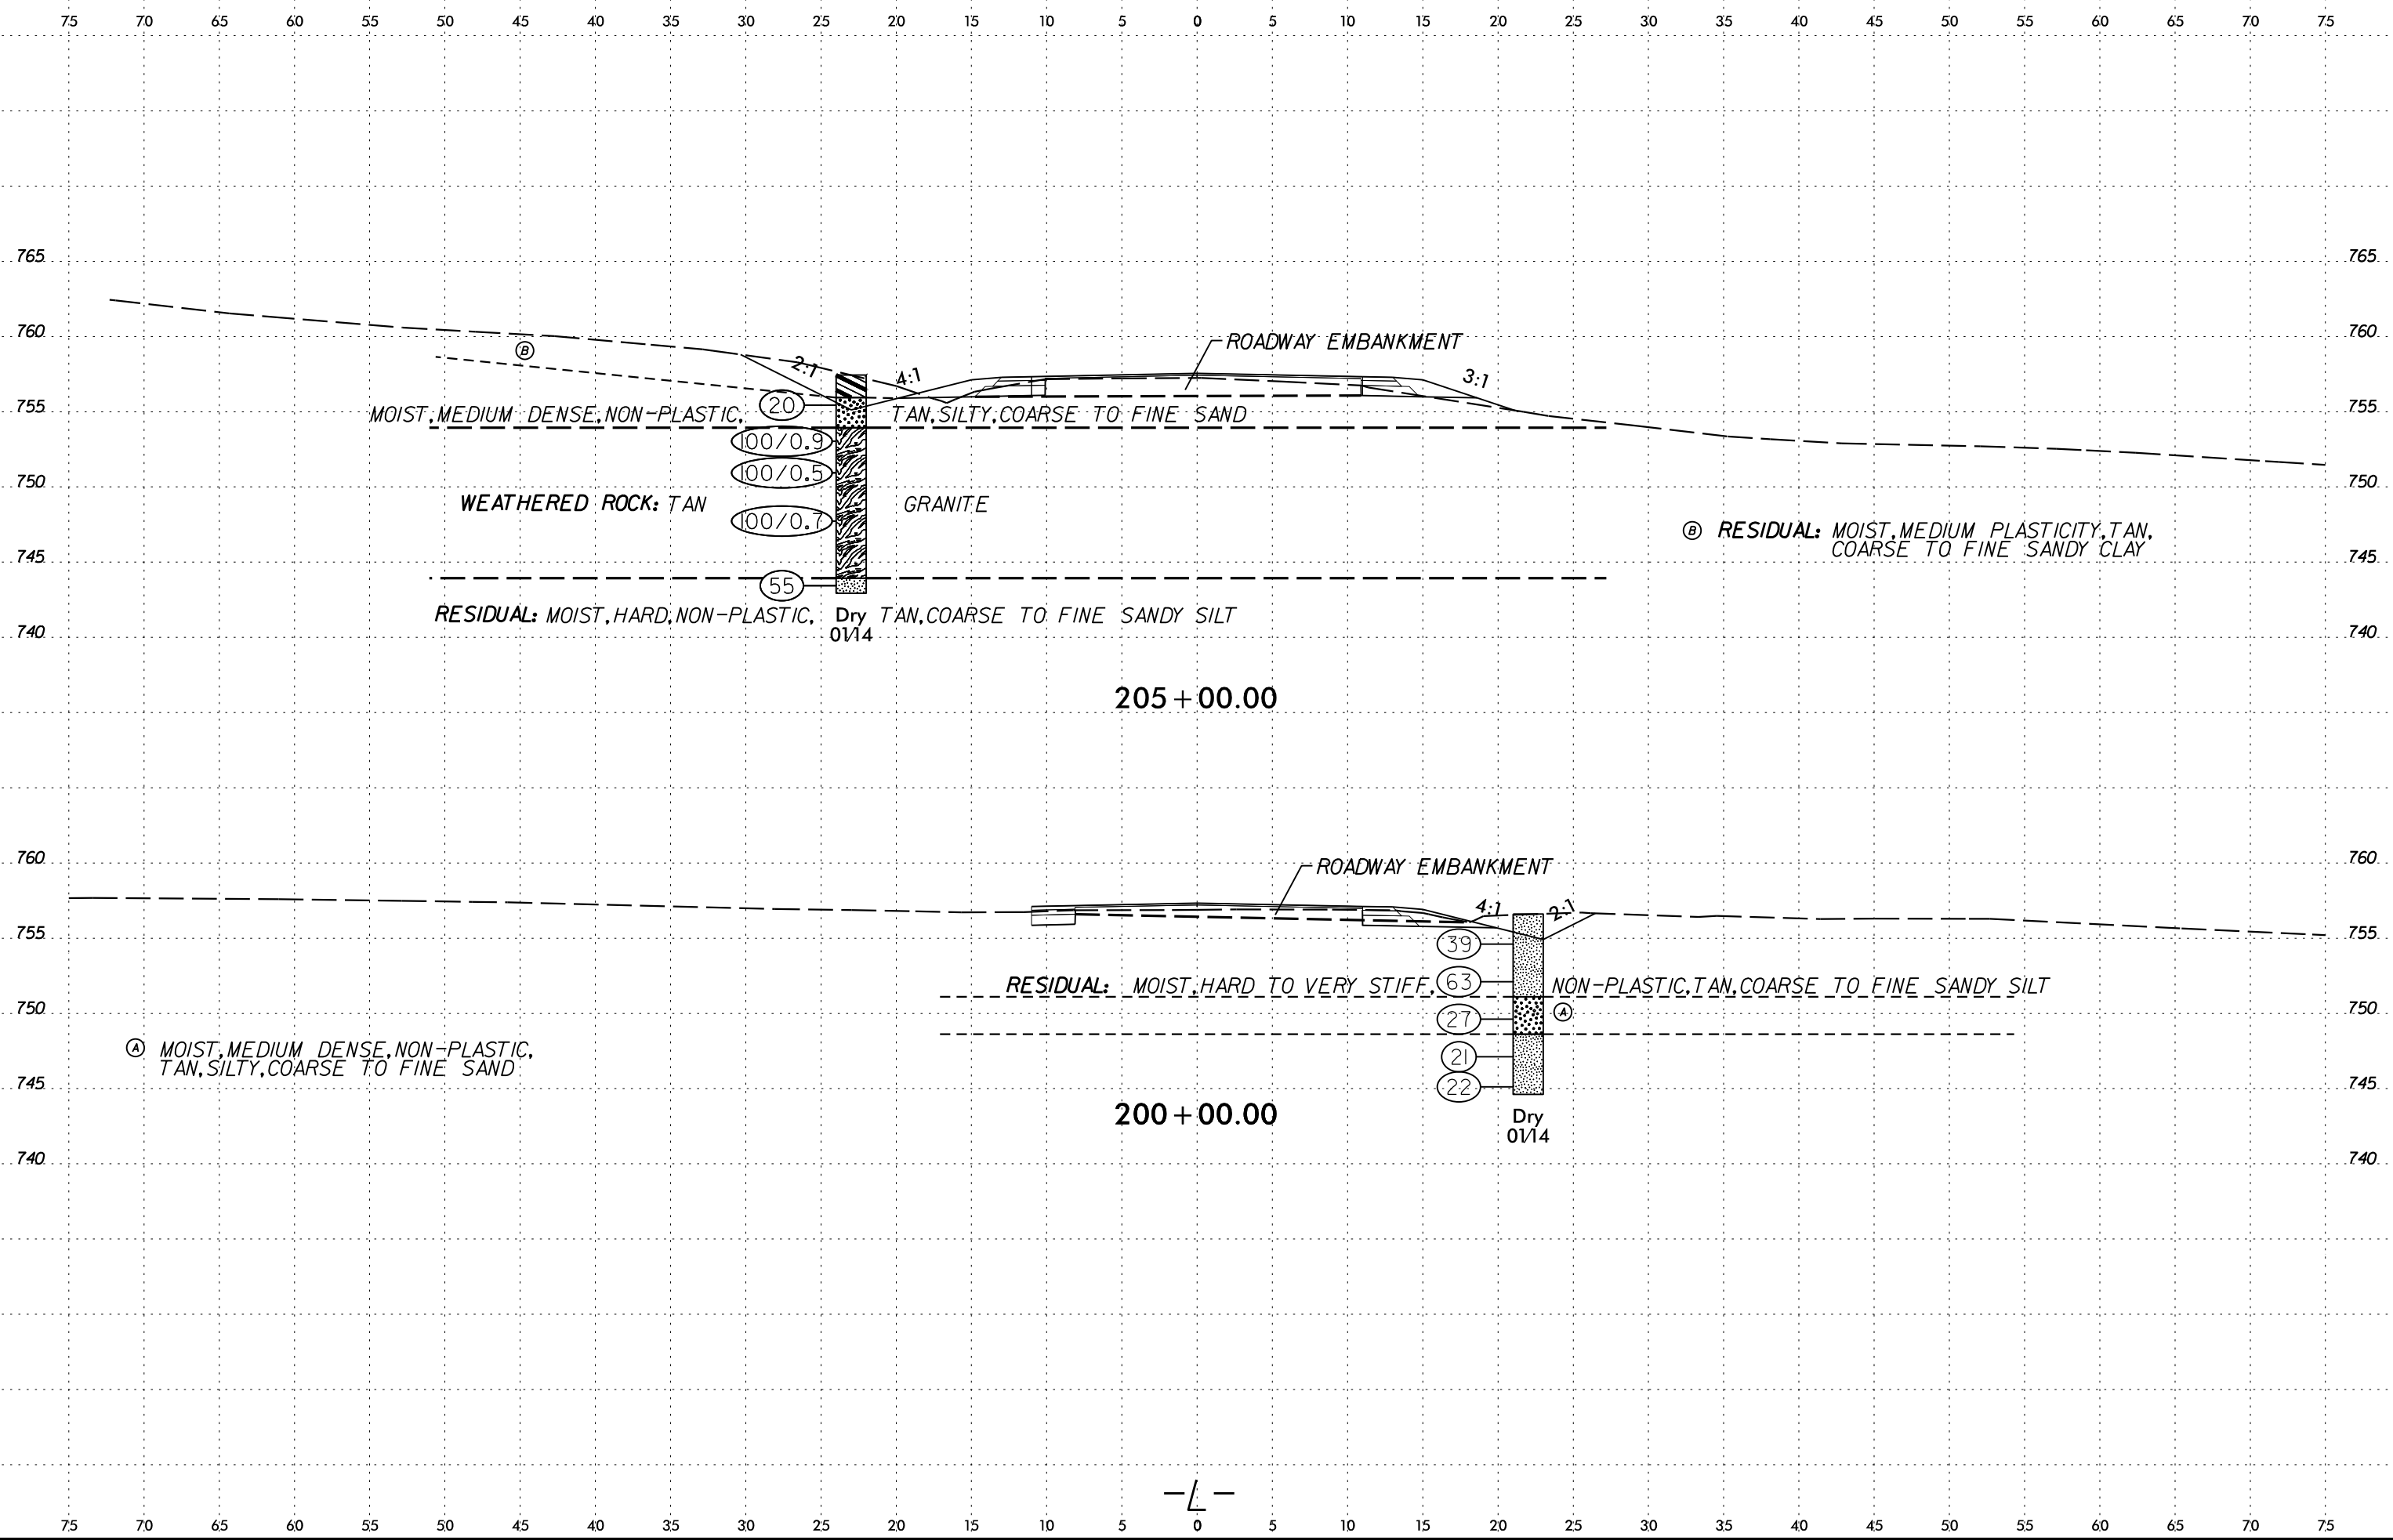 75 70 65 60 55 50 45 40 35 30 25 20 15 10 5 0 5 10 15 20 25 30 35 40 45 50 55 60 65 70 75
765 765
760 760
ROADWAY EMBANKMENT
B
2:1 4:1 3:1
755 755
20
MOIST, MEDIUM DENSE, NON-PLASTIC, TAN, SILTY, COARSE TO FINE SAND
100/0.9
100/0.5
750 750
WEATHERED ROCK: TAN GRANITE
100/0.7
B RESIDUAL: MOIST, MEDIUM PLASTICITY, TAN,
COARSE TO FINE SANDY CLAY
745 745
55
RESIDUAL: MOIST, HARD, NON-PLASTIC, Dry TAN, COARSE TO FINE SANDY SILT
01/14
740 740
205+00.00
760 760
ROADWAY EMBANKMENT
4:1 2:1
755 755
39
RESIDUAL: MOIST, HARD TO VERY STIFF, 63 NON-PLASTIC, TAN, COARSE TO FINE SANDY SILT
750 750
27 A
A MOIST, MEDIUM DENSE, NON-PLASTIC,
TAN, SILTY, COARSE TO FINE SAND
21
745 745
22
200+00.00
Dry
01/14
740 740
-L-
75 70 65 60 55 50 45 40 35 30 25 20 15 10 5 0 5 10 15 20 25 30 35 40 45 50 55 60 65 70 75